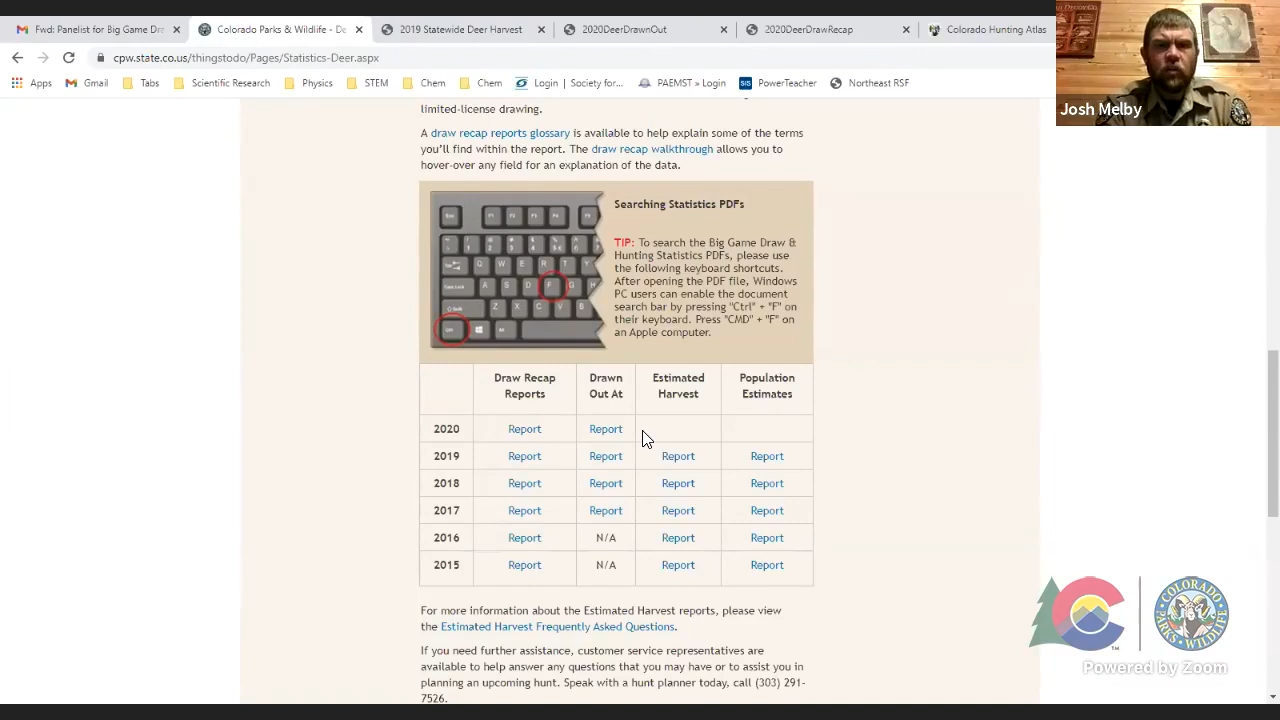 Fwd: Panelist for Big Game Dra
Colorado Parks & Wildlife - De
2019 Statewide Deer Harvest
2020DeerDrawnOut
2020DeerDrawRecap
Colorado Hunting Atlas
cpw.state.co.us/thingstodo/Pages/Statistics-Deer.aspx
Apps Gmail Tabs Scientific Research Physics STEM Chem Login | Society for... PAEMST » Login SIS PowerTeacher Northeast RSF
Josh Melby
limited-license drawing.
A draw recap reports glossary is available to help explain some of the terms
you'll find within the report. The draw recap walkthrough allows you to
hover-over any field for an explanation of the data.
Searching Statistics PDFs
TIP: To search the Big Game Draw &
Hunting Statistics PDFs, please use
the following keyboard shortcuts.
After opening the PDF file, Windows
PC users can enable the document
search bar by pressing "Ctrl" + "F" on
their keyboard. Press "CMD" + "F" on
an Apple computer.
Q W E R T Y
A S D F G H
Z X C V B
Draw Recap Reports
Drawn Out At
Estimated Harvest
Population Estimates
2020 Report Report
2019 Report Report Report Report
2018 Report Report Report Report
2017 Report Report Report Report
2016 Report N/A Report Report
2015 Report N/A Report Report
For more information about the Estimated Harvest reports, please view
the Estimated Harvest Frequently Asked Questions.
If you need further assistance, customer service representatives are
available to help answer any questions that you may have or to assist you in
planning an upcoming hunt. Speak with a hunt planner today, call (303) 291-
7526.
COLORADO
PARKS & WILDLIFE
TM
Powered by Zoom